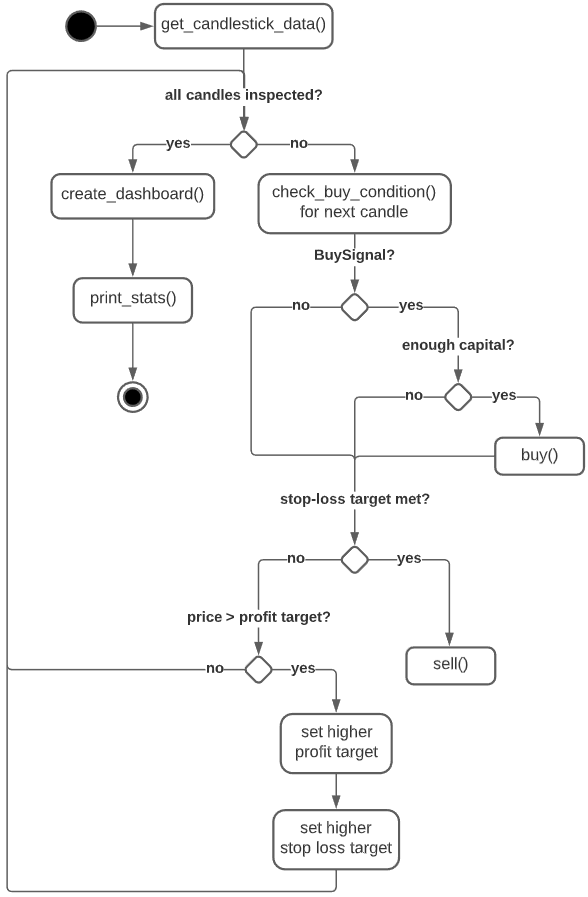 get_candlestick_data()
all candles inspected?
yes
no
create_dashboard()
check_buy_condition()
for next candle
BuySignal?
print_stats()
no
yes
enough capital?
no
yes
buy()
stop-loss target met?
no
yes
price > profit target?
sell()
no
yes
set higher
profit target
set higher
stop loss target